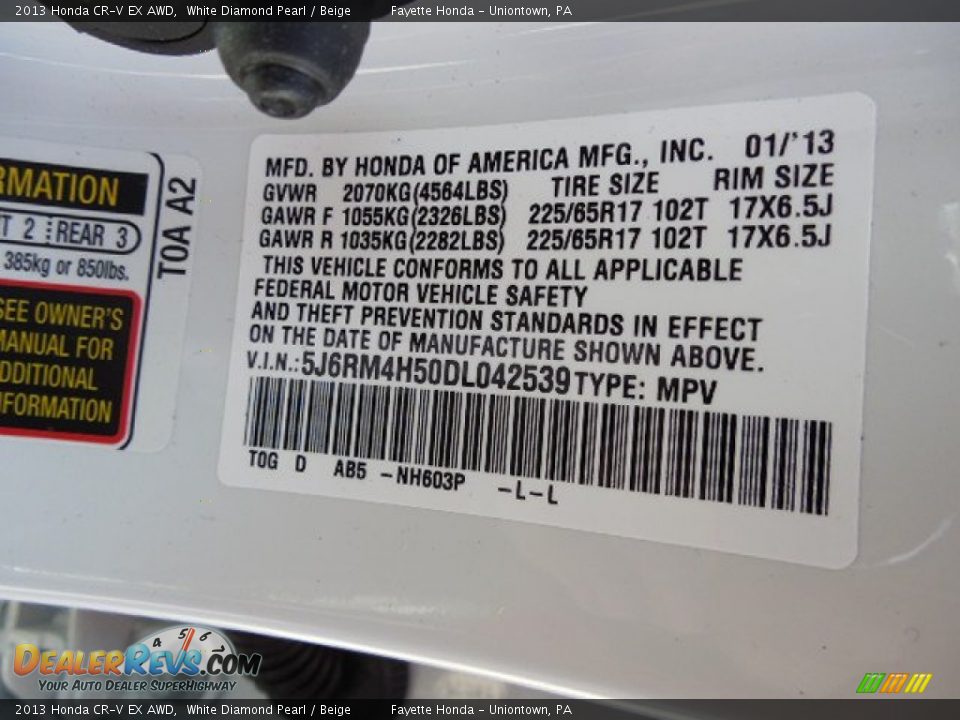 2013 Honda CR-V EX AWD, White Diamond Pearl / Beige Fayette Honda - Uniontown, PA
RMATION
T 2 REAR 3
385kg or 850lbs.
SEE OWNER'S
MANUAL FOR
DDITIONAL
NFORMATION
T0A A2
MFD. BY HONDA OF AMERICA MFG., INC. 01/'13
GVWR 2070KG(4564LBS) TIRE SIZE RIM SIZE
GAWR F 1055KG(2326LBS) 225/65R17 102T 17X6.5J
GAWR R 1035KG(2282LBS) 225/65R17 102T 17X6.5J
THIS VEHICLE CONFORMS TO ALL APPLICABLE
FEDERAL MOTOR VEHICLE SAFETY
AND THEFT PREVENTION STANDARDS IN EFFECT
ON THE DATE OF MANUFACTURE SHOWN ABOVE.
V.I.N.:5J6RM4H50DL042539 TYPE: MPV
T0G D AB5 -NH603P -L-L
4 5 6
DEALERREVS.COM
YOUR AUTO DEALER SUPERHIGHWAY
2013 Honda CR-V EX AWD, White Diamond Pearl / Beige Fayette Honda - Uniontown, PA